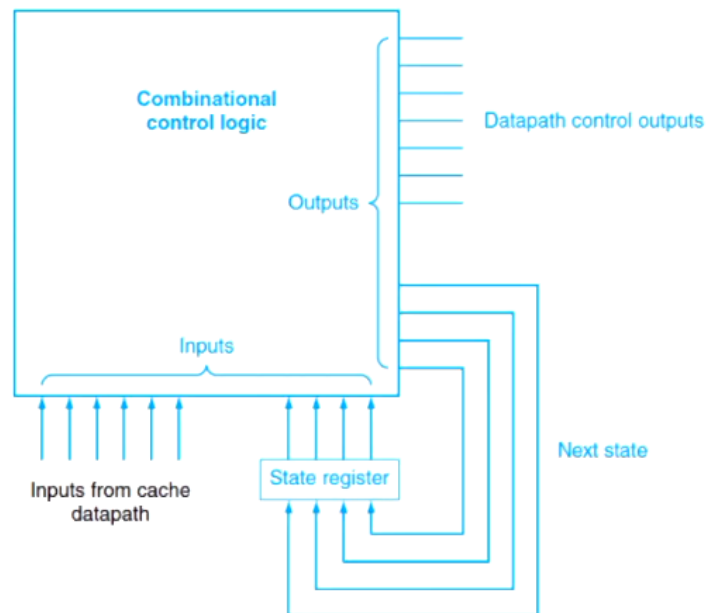 Combinational
control logic
Datapath control outputs
Outputs
Inputs
Next state
State register
Inputs from cache
datapath